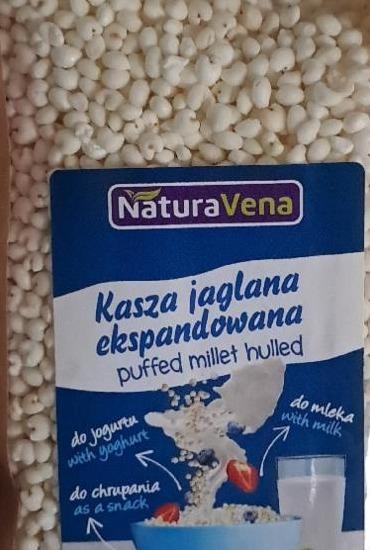 NaturaVena
Kasza jaglana
ekspandowana
puffed millet hulled
do jogurtu
with yoghurt
do mleka
with milk
do chrupania
as a snack